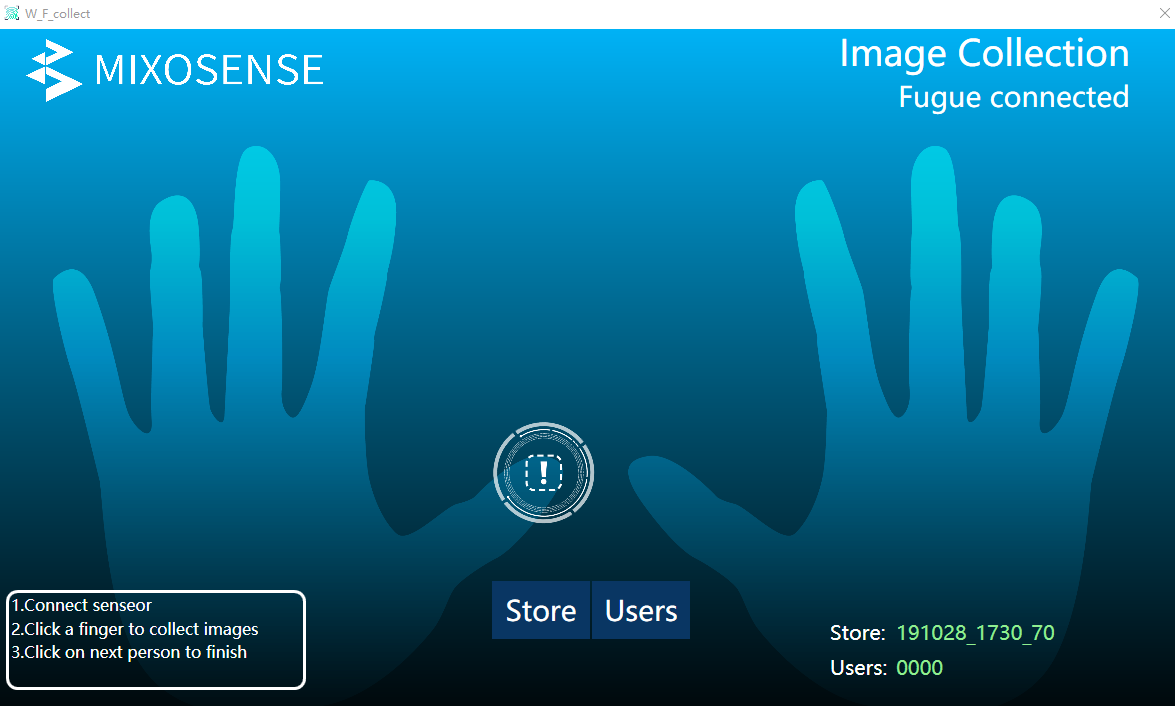 W_F_collect
MIXOSENSE
Image Collection
Fugue connected
!
1.Connect senseor
2.Click a finger to collect images
3.Click on next person to finish
Store
Users
Store: 191028_1730_70
Users: 0000